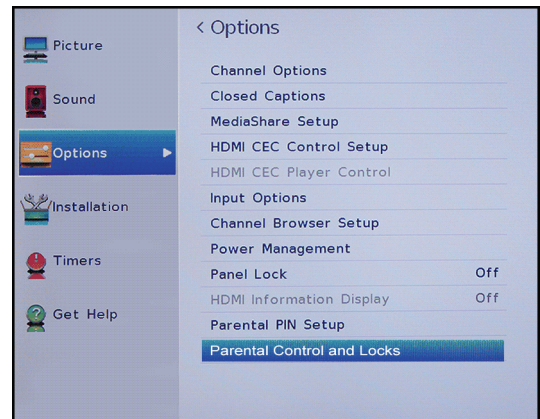 Picture
Sound
Options
Installation
Timers
Get Help
< Options
Channel Options
Closed Captions
MediaShare Setup
HDMI CEC Control Setup
HDMI CEC Player Control
Input Options
Channel Browser Setup
Power Management
Panel Lock Off
HDMI Information Display Off
Parental PIN Setup
Parental Control and Locks